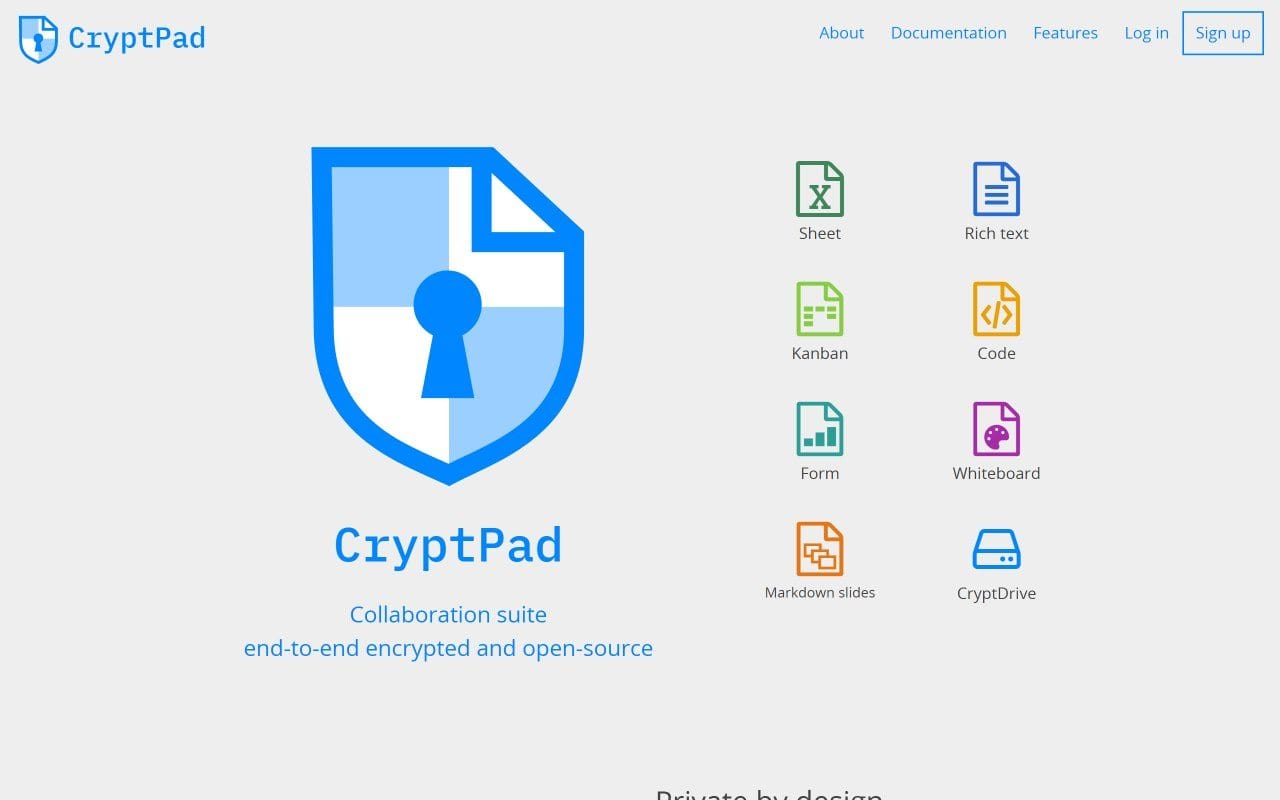 CryptPad
About Documentation Features Log in Sign up
Sheet Rich text
Kanban Code
Form Whiteboard
Markdown slides CryptDrive
CryptPad
Collaboration suite
end-to-end encrypted and open-source
Private by design